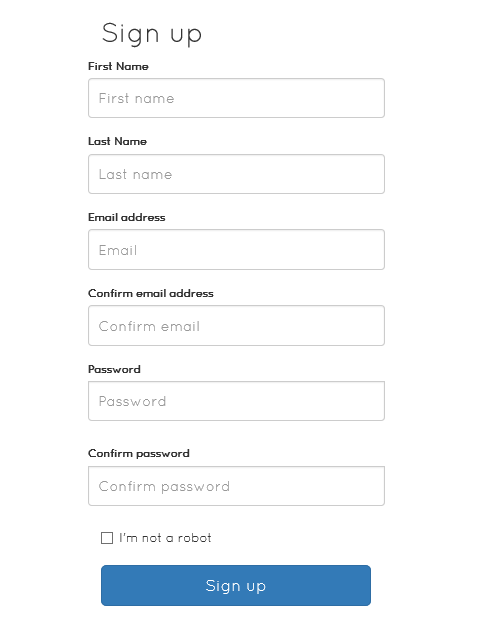 Sign up
First Name
First name
Last Name
Last name
Email address
Email
Confirm email address
Confirm email
Password
Password
Confirm password
Confirm password
I'm not a robot
Sign up